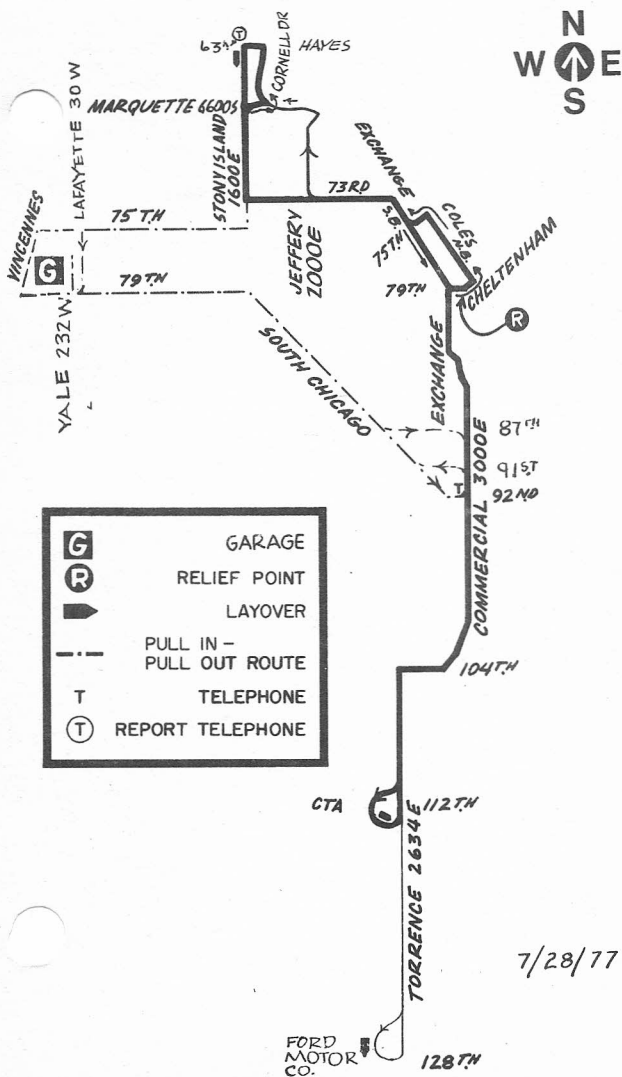 N
W E
S
T
63rd
CORNELL DR
HAYES
MARQUETTE 6600S
LAFAYETTE 30W
STONY ISLAND
1600E
EXCHANGE
73RD
VINCENNES
75TH
JEFFERY
2000E
S.B.
75TH
COLES
N.B.
G
79TH
79TH
CHELTENHAM
R
YALE 232W
SOUTH CHICAGO
EXCHANGE
87TH
91ST
T
92ND
COMMERCIAL 3000E
G GARAGE
R RELIEF POINT
LAYOVER
PULL IN –
PULL OUT ROUTE
T TELEPHONE
T REPORT TELEPHONE
104TH
CTA
112TH
TORRENCE 2634E
7/28/77
FORD
MOTOR
CO.
128TH